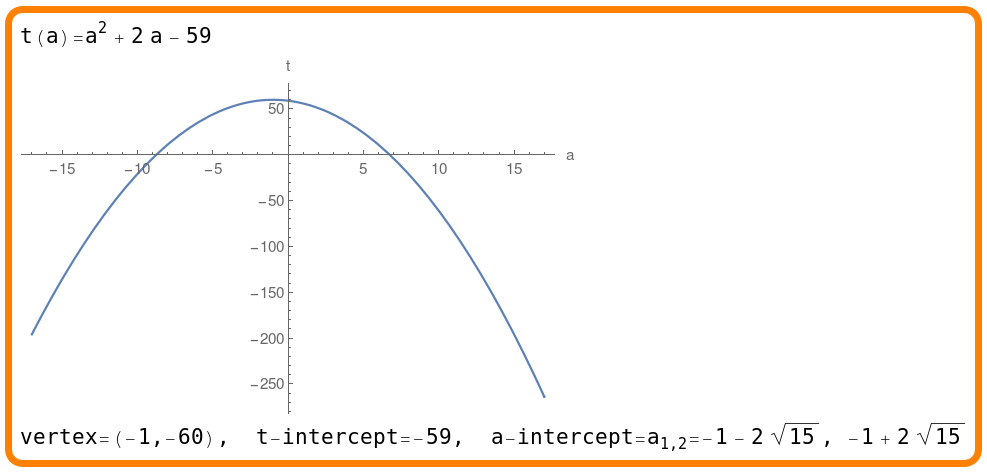 t(a)=a² + 2 a − 59
t
50
−15 −10 −5 5 10 15 a
−50
−100
−150
−200
−250
vertex=(−1,−60), t−intercept=−59, a−intercept=a₁,₂=−1 − 2 √15, −1 + 2 √15